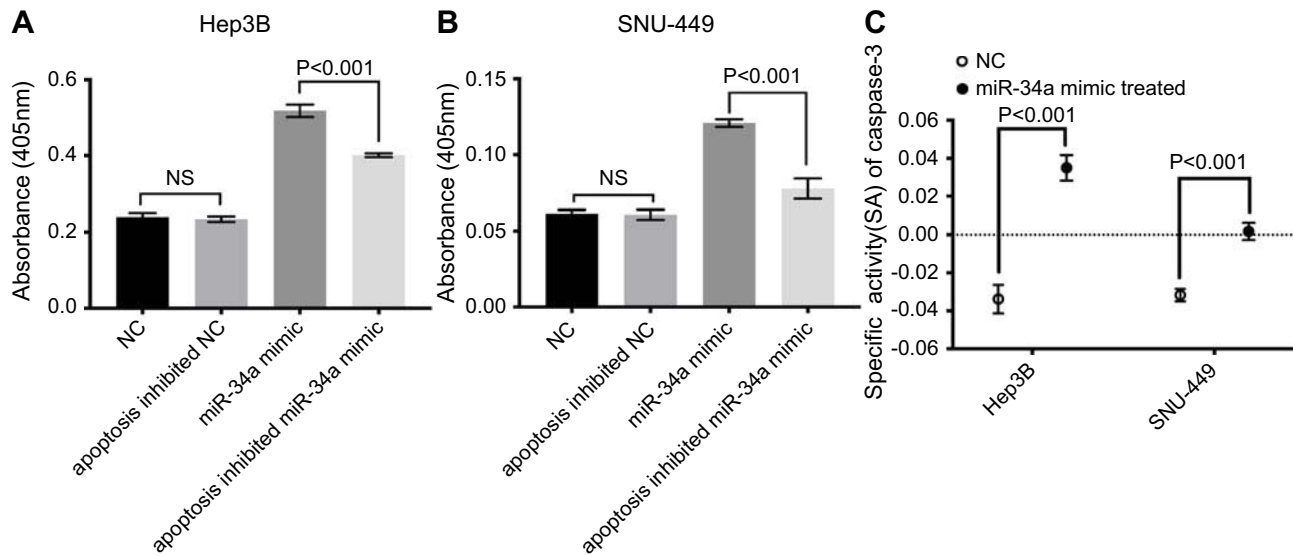 A
Hep3B
Absorbance (405nm)
0.6
0.4
0.2
0.0
NS
P<0.001
NC
apoptosis inhibited NC
miR-34a mimic
apoptosis inhibited miR-34a mimic
B
SNU-449
Absorbance (405nm)
0.15
0.10
0.05
0.00
NS
P<0.001
NC
apoptosis inhibited NC
miR-34a mimic
apoptosis inhibited miR-34a mimic
C
NC
miR-34a mimic treated
Specific activity(SA) of caspase-3
0.06
0.04
0.02
0.00
-0.02
-0.04
-0.06
P<0.001
P<0.001
Hep3B
SNU-449